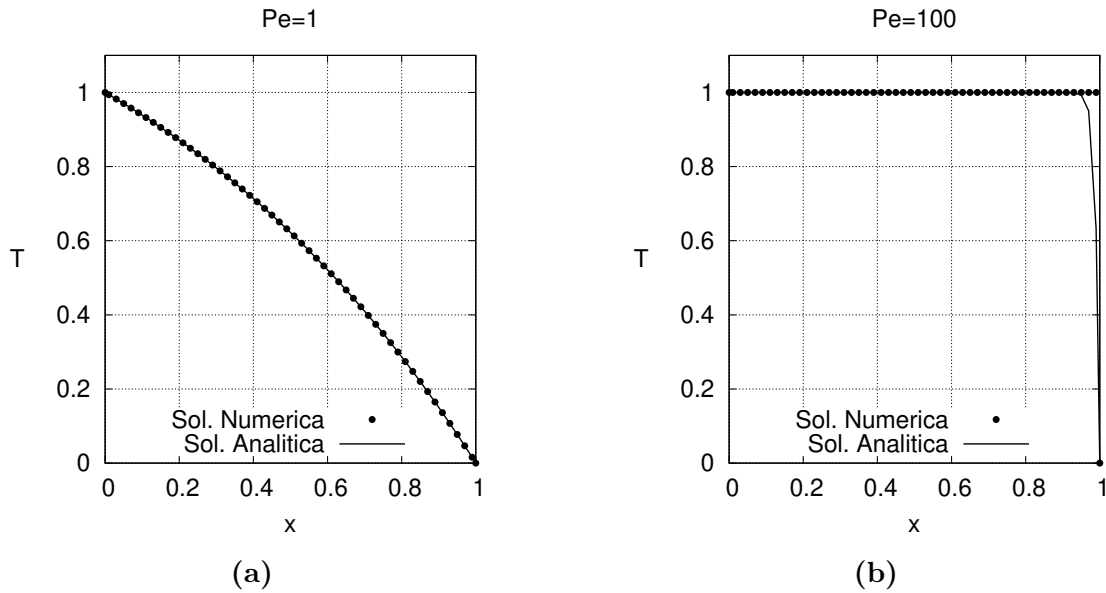 Pe=1
1
0.8
0.6
T
0.4
0.2
Sol. Numerica
Sol. Analitica
0
0 0.2 0.4 0.6 0.8 1
x
(a)
Pe=100
1
0.8
0.6
T
0.4
0.2
Sol. Numerica
Sol. Analitica
0
0 0.2 0.4 0.6 0.8 1
x
(b)